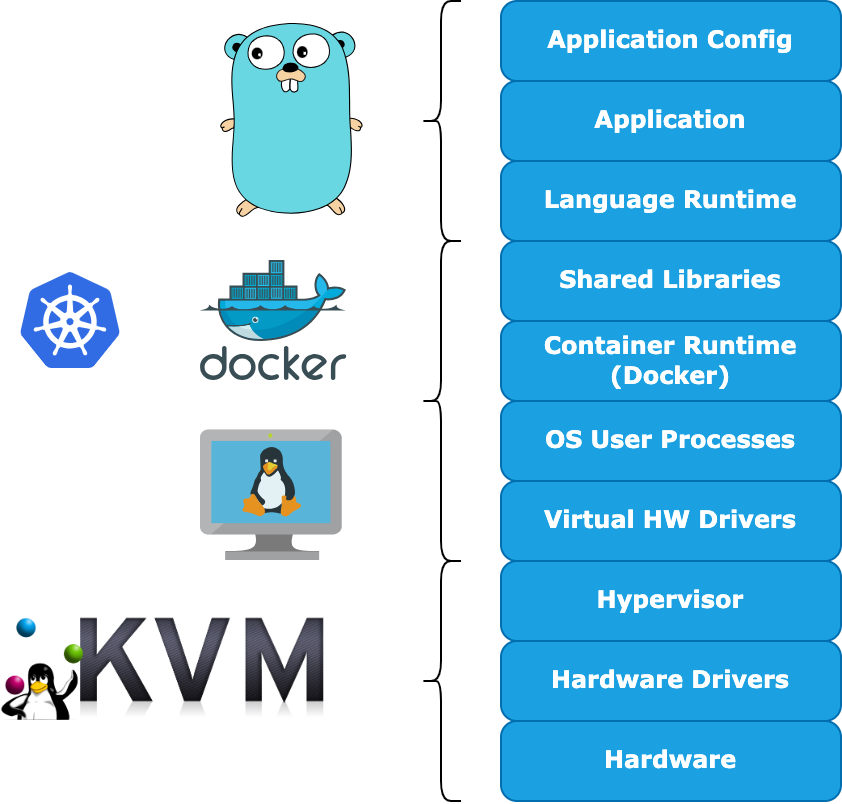 Application Config
Application
Language Runtime
Shared Libraries
docker
Container Runtime
(Docker)
OS User Processes
Virtual HW Drivers
Hypervisor
KVM
Hardware Drivers
Hardware